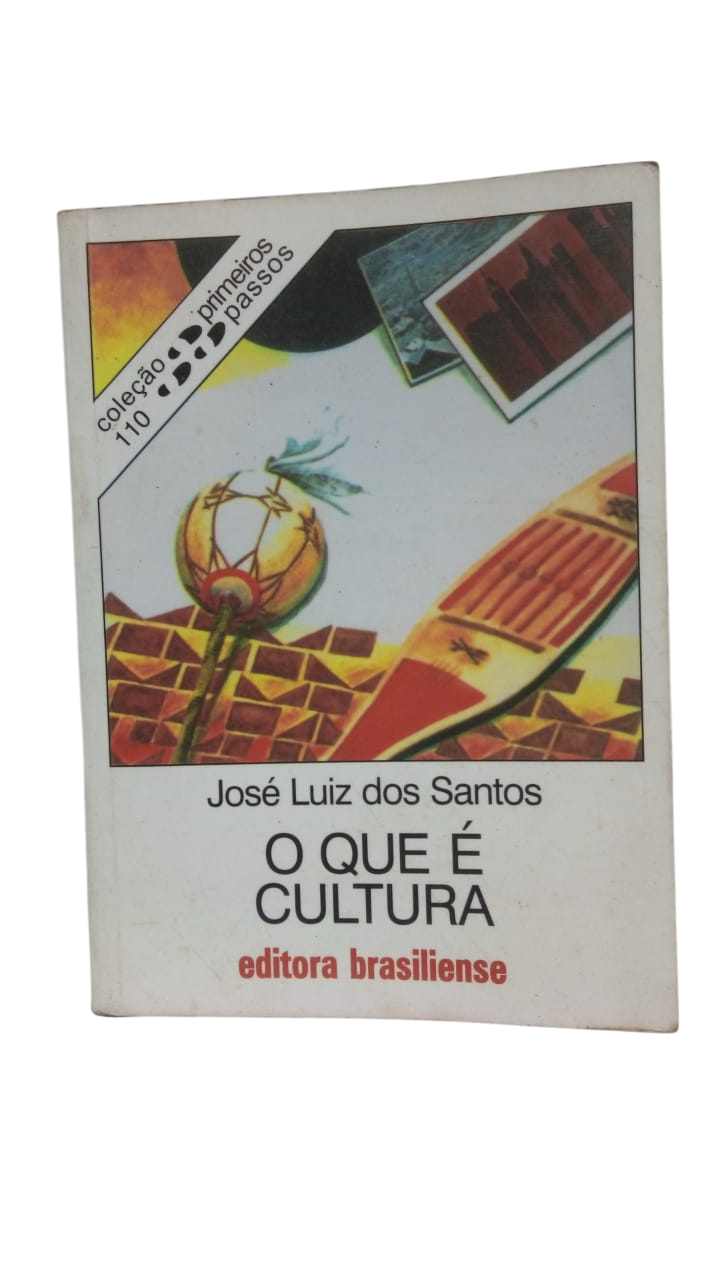 coleção primeiros
110 passos
José Luiz dos Santos
O QUE É
CULTURA
editora brasiliense